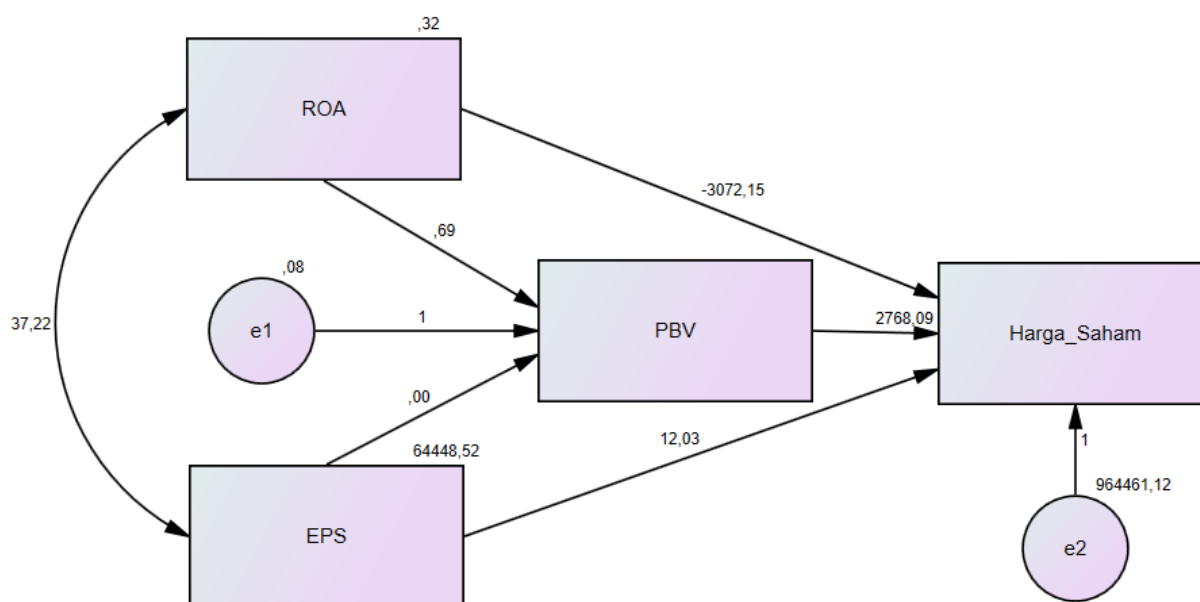 ,32
ROA
-3072,15
,69
,08
e1
1
37,22
PBV
2768,09
Harga_Saham
,00
64448,52
12,03
EPS
1
964461,12
e2